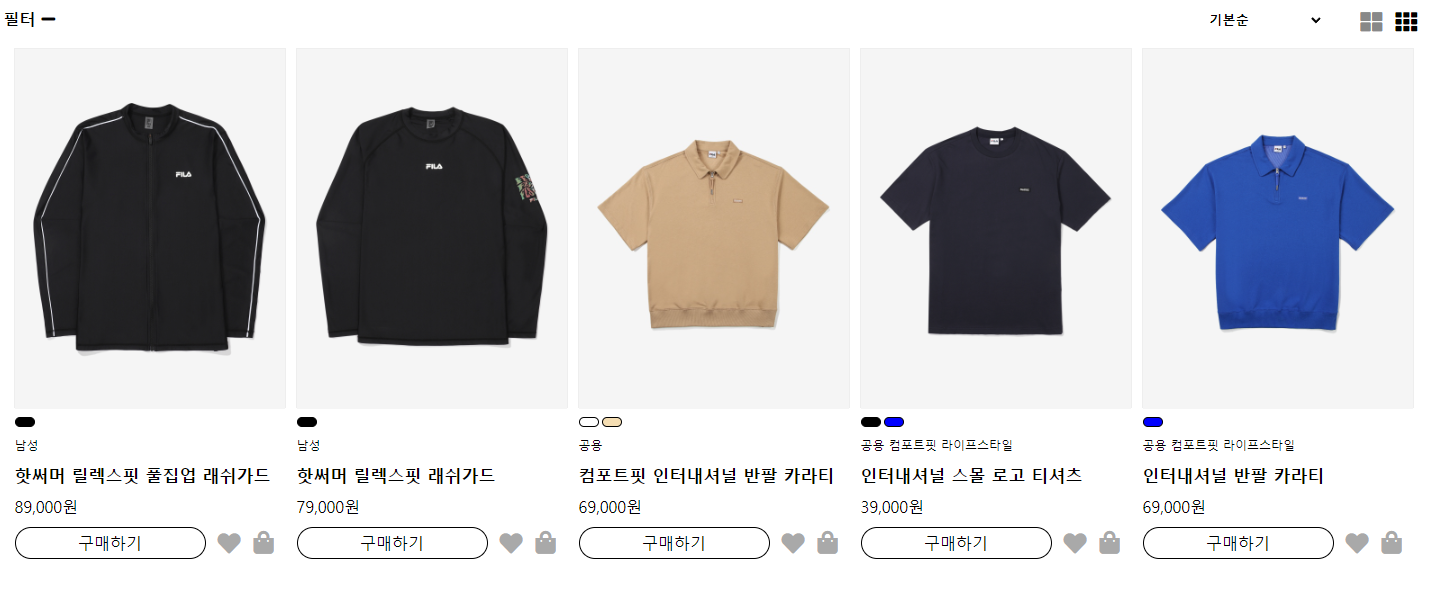 필터
기본순
FILA
FILA
남성
핫써머 릴렉스핏 풀집업 래쉬가드
89,000원
구매하기
남성
핫써머 릴렉스핏 래쉬가드
79,000원
구매하기
공용
컴포트핏 인터내셔널 반팔 카라티
69,000원
구매하기
공용 컴포트핏 라이프스타일
인터내셔널 스몰 로고 티셔츠
39,000원
구매하기
공용 컴포트핏 라이프스타일
인터내셔널 반팔 카라티
69,000원
구매하기